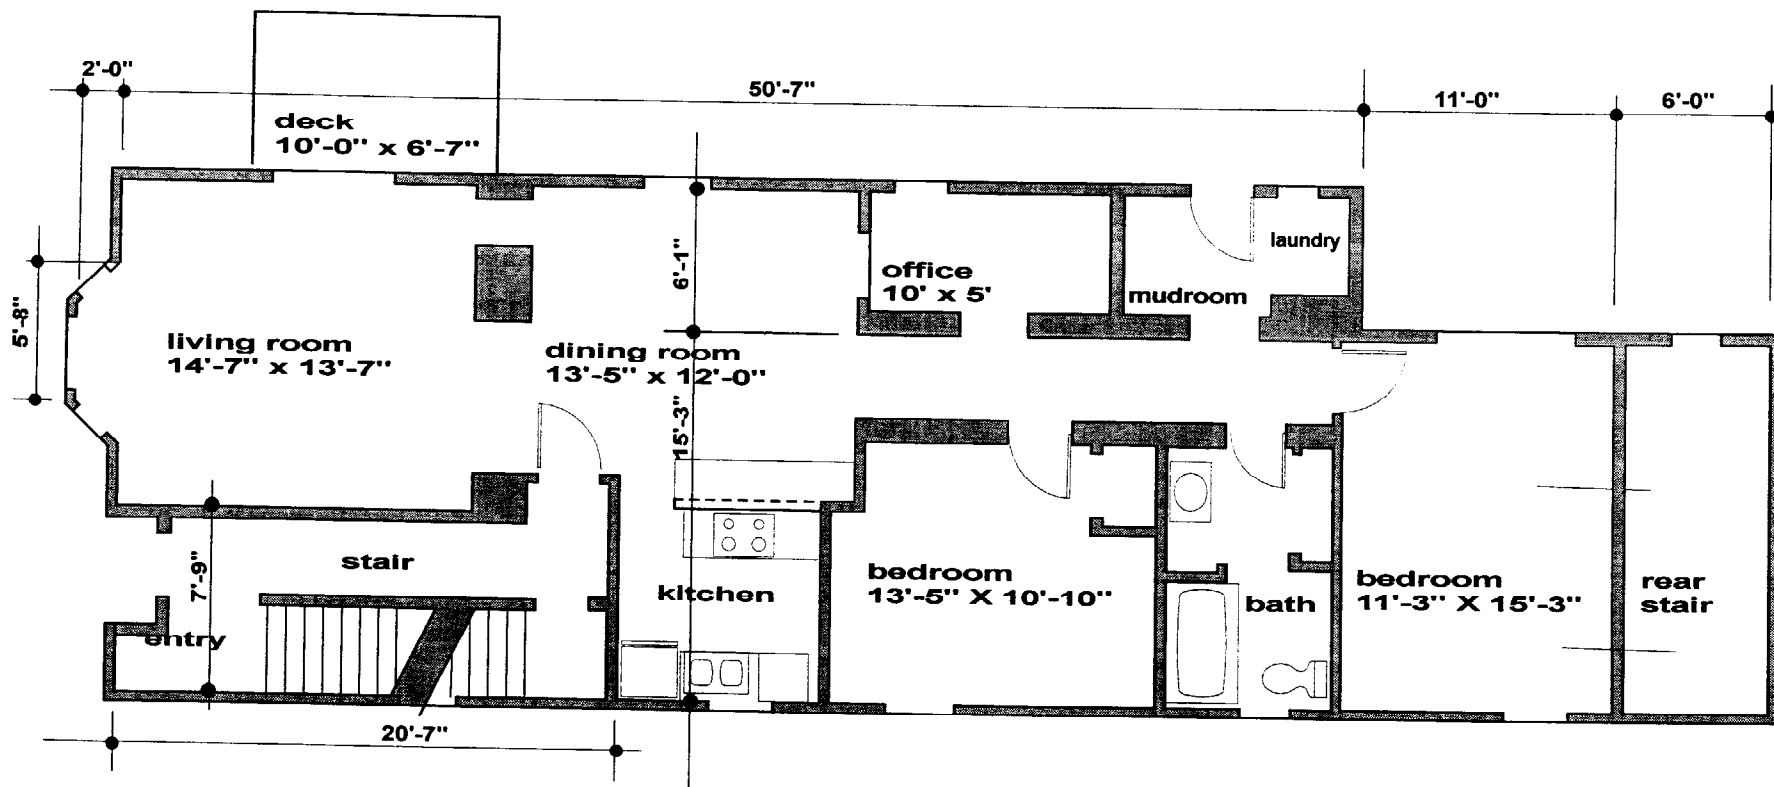 2'-0"
50'-7"
11'-0"
6'-0"
deck
10'-0" x 6'-7"
6'-1"
laundry
office
10' x 5'
mudroom
5'-8"
living room
14'-7" x 13'-7"
dining room
13'-5" x 12'-0"
15'-3"
stair
7'-9"
kitchen
bedroom
13'-5" X 10'-10"
bath
bedroom
11'-3" X 15'-3"
rear
stair
entry
20'-7"